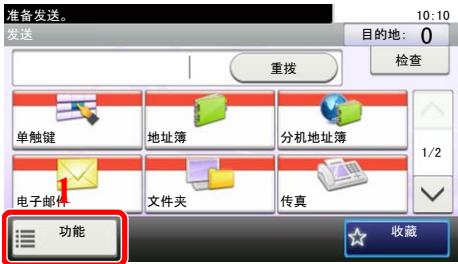 准备发送。 10:10
发送 目的地: 0
重拨 检查
单触键 地址簿 分机地址簿
1/2
电子邮件 文件夹 传真
1
功能 收藏